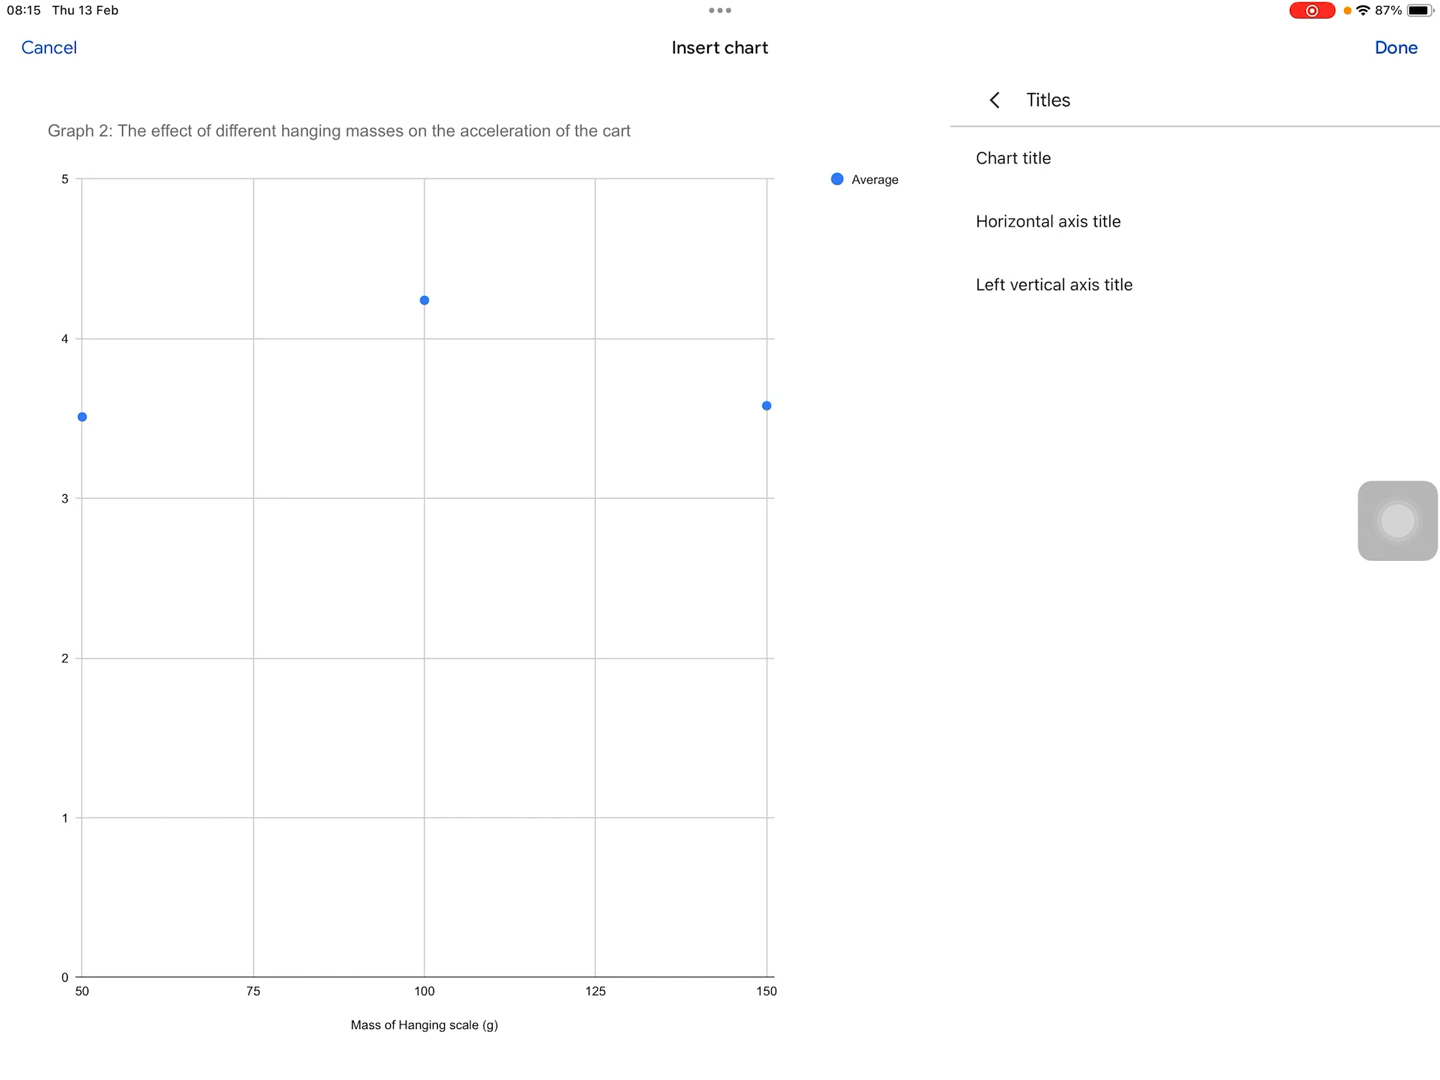 08:15 Thu 13 Feb
87%
Cancel
Insert chart
Done
Titles
Graph 2: The effect of different hanging masses on the acceleration of the cart
Chart title
5
Average
Horizontal axis title
Left vertical axis title
4
3
2
1
0
50 75 100 125 150
Mass of Hanging scale (g)